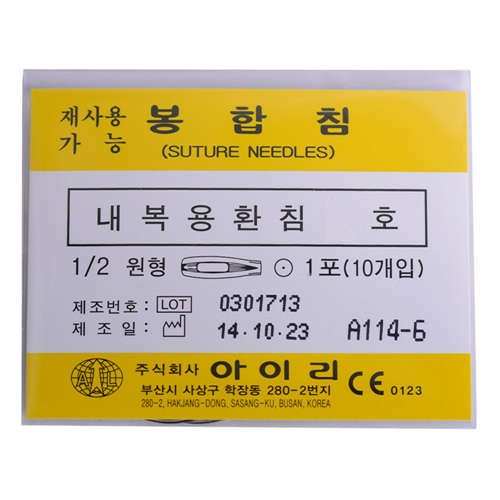 재사용 가능
봉 합 침
(SUTURE NEEDLES)
내 복 용 환 침 호
1/2 원형 1포(10개입)
제조번호 : LOT 0301713
제 조 일 : 14.10.23 A114-6
주식회사 아이리
부산시 사상구 학장동 280-2번지
280-2, HAKJANG-DONG, SASANG-KU, BUSAN, KOREA
CE 0123